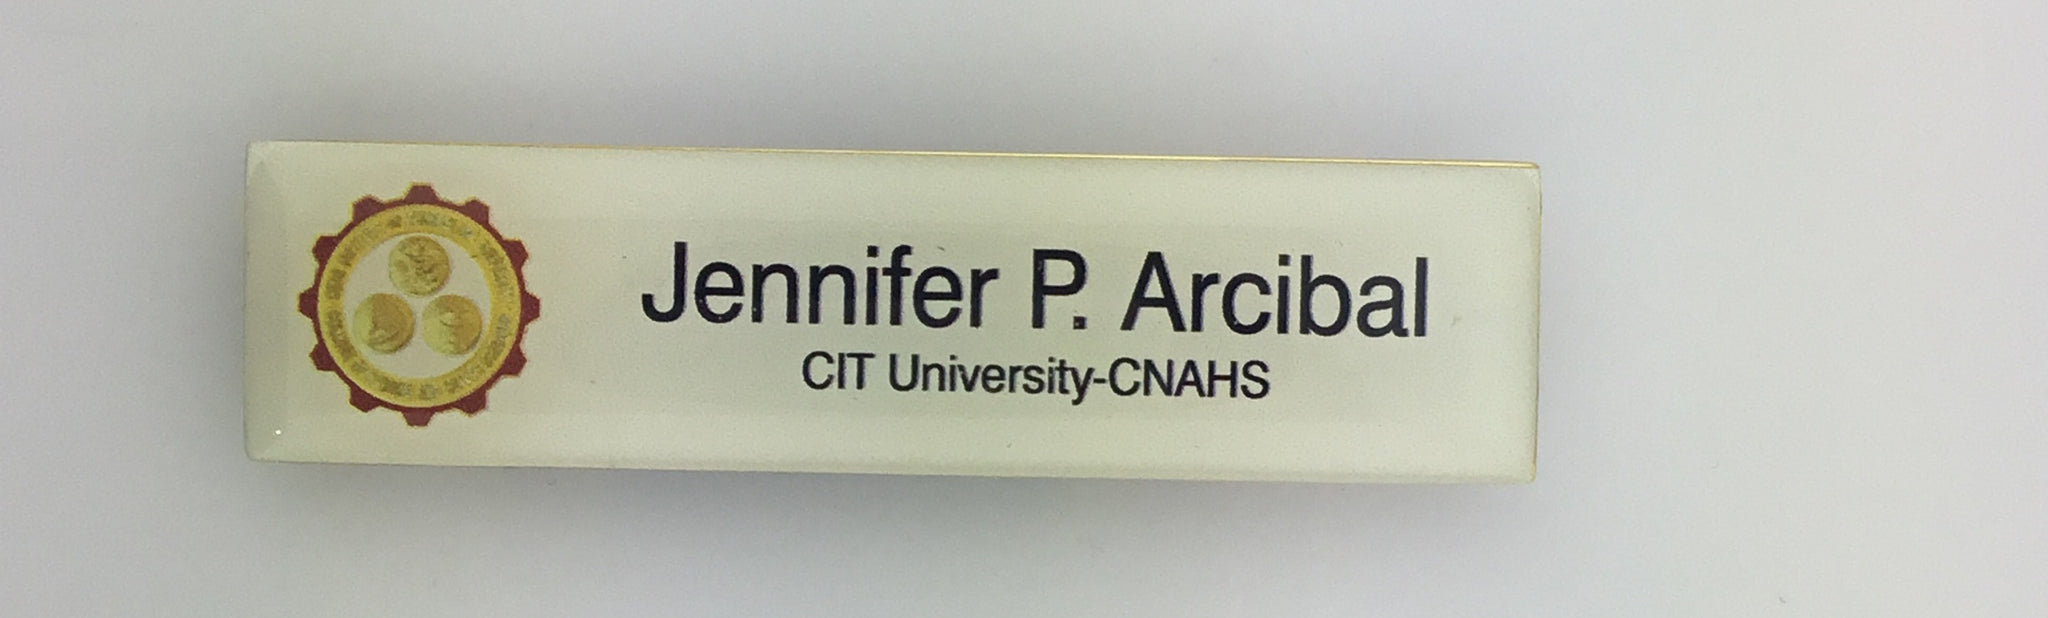 Jennifer P. Arcibal
CIT University-CNAHS